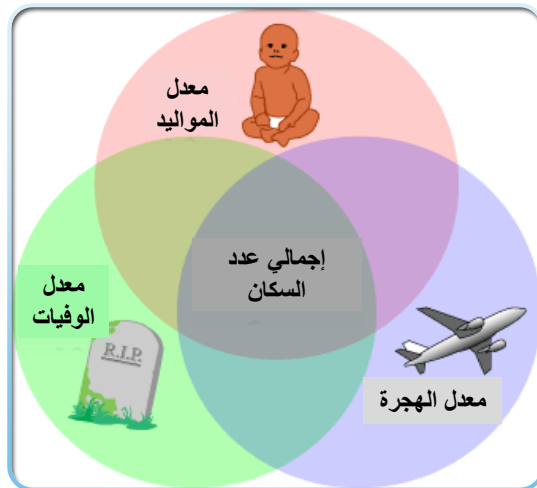 معدل
المواليد
إجمالي عدد
السكان
معدل
الوفيات
R.I.P.
معدل الهجرة